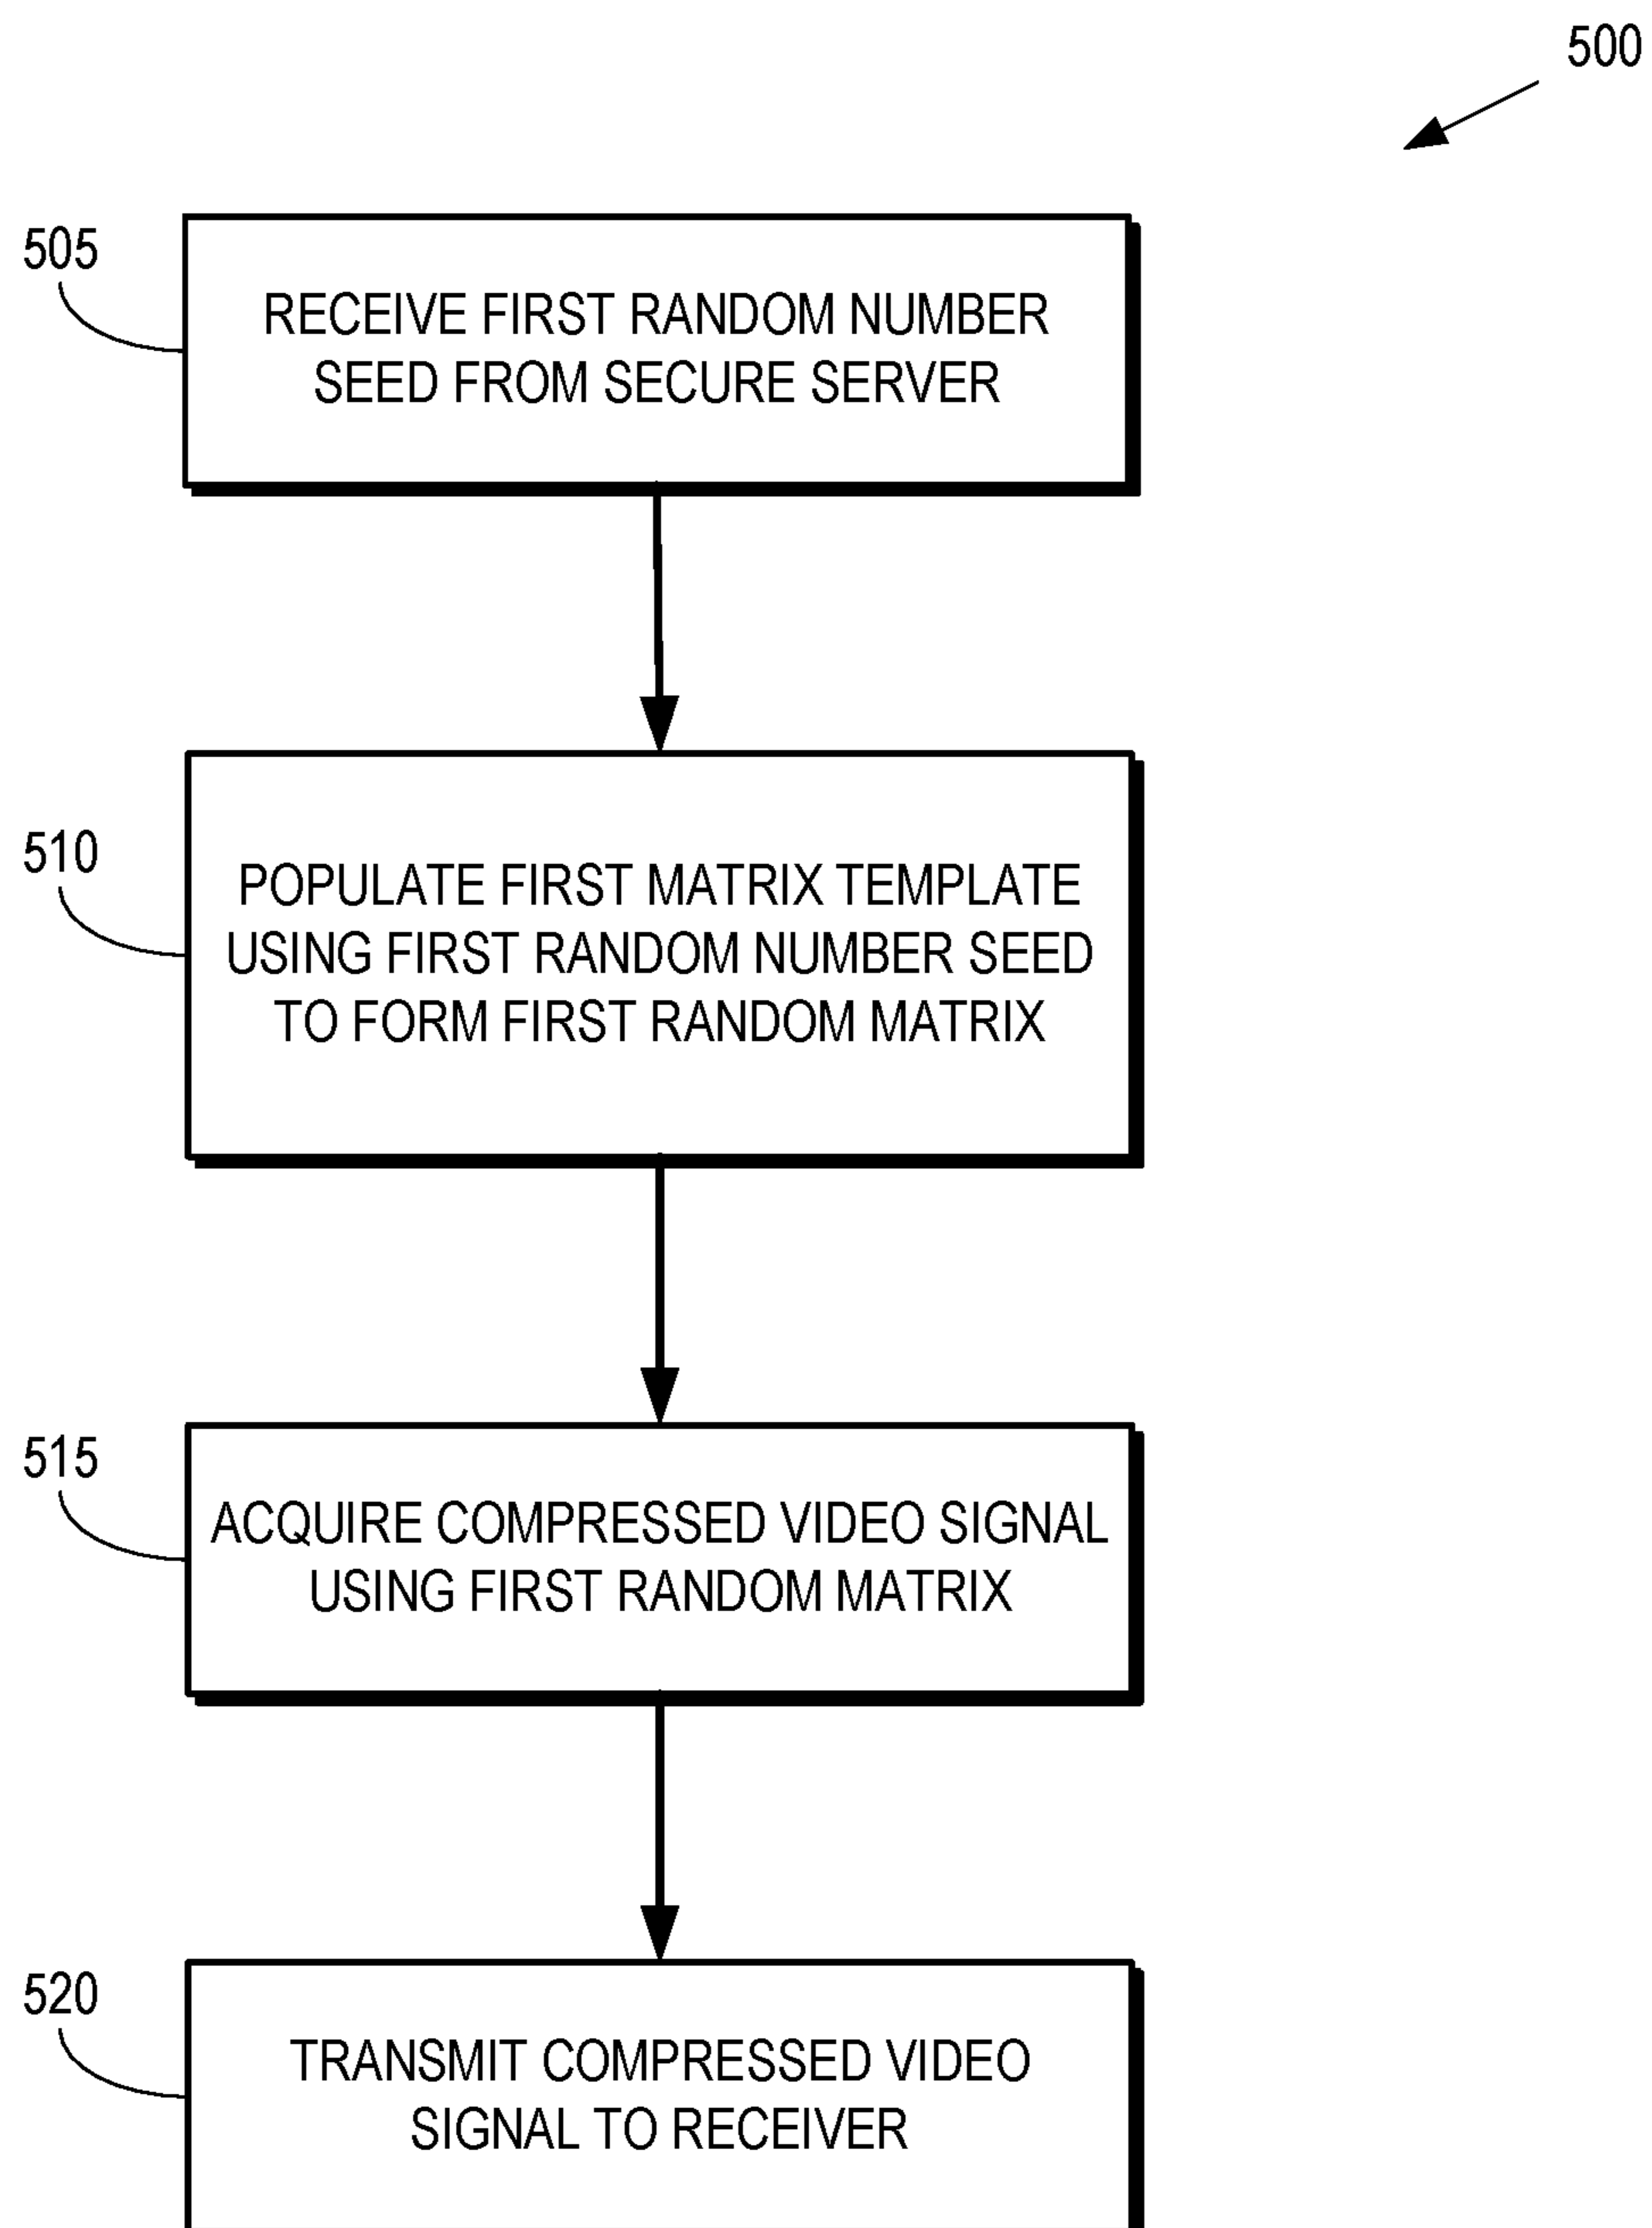 500
505
RECEIVE FIRST RANDOM NUMBER
SEED FROM SECURE SERVER
510
POPULATE FIRST MATRIX TEMPLATE
USING FIRST RANDOM NUMBER SEED
TO FORM FIRST RANDOM MATRIX
515
ACQUIRE COMPRESSED VIDEO SIGNAL
USING FIRST RANDOM MATRIX
520
TRANSMIT COMPRESSED VIDEO
SIGNAL TO RECEIVER